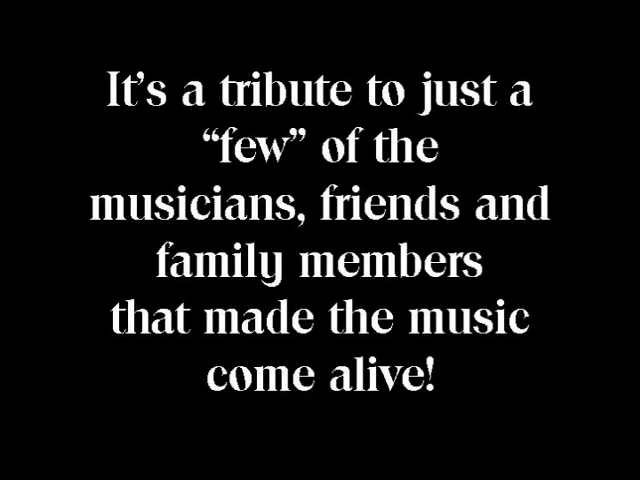 It’s a tribute to just a
“few” of the
musicians, friends and
family members
that made the music
come alive!